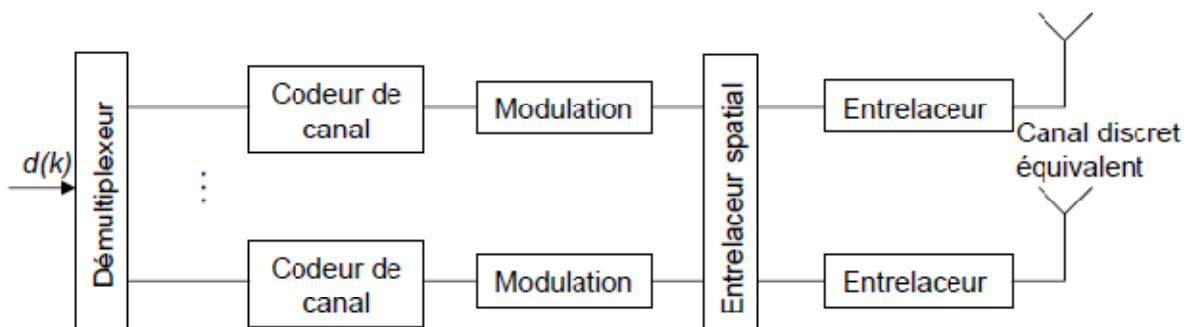 d(k)
Démultiplexeur
Codeur de
canal
Modulation
Entrelaceur spatial
Entrelaceur
Canal discret
équivalent
Codeur de
canal
Modulation
Entrelaceur